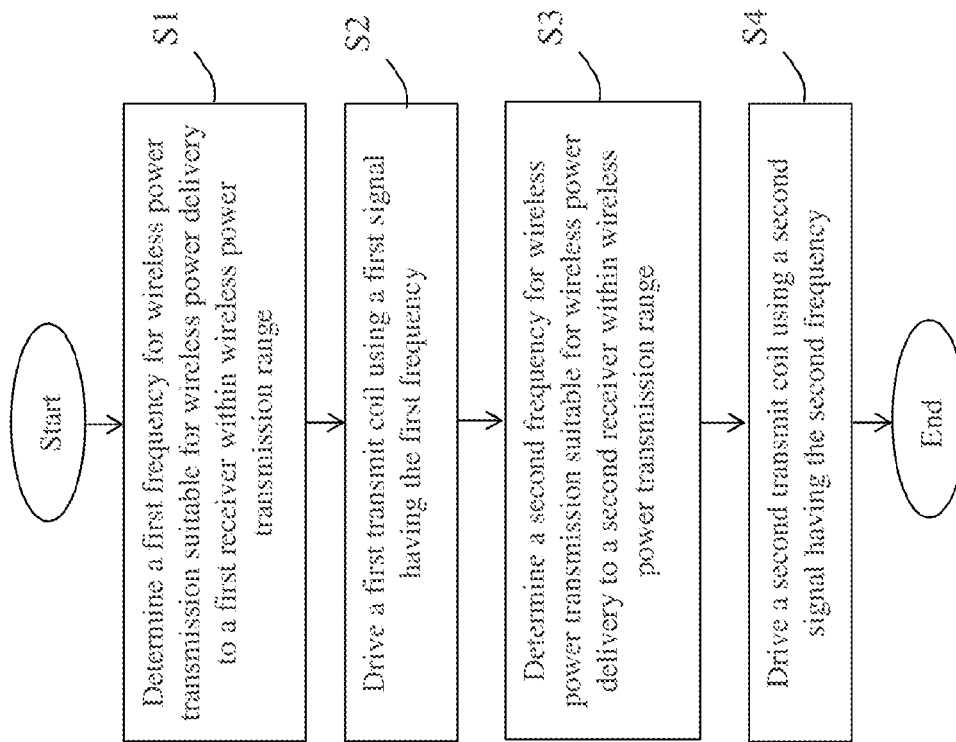 Start
Determine a first frequency for wireless power
transmission suitable for wireless power delivery
to a first receiver within wireless power
transmission range
S1
Drive a first transmit coil using a first signal
having the first frequency
S2
Determine a second frequency for wireless
power transmission suitable for wireless power
delivery to a second receiver within wireless
power transmission range
S3
Drive a second transmit coil using a second
signal having the second frequency
S4
End